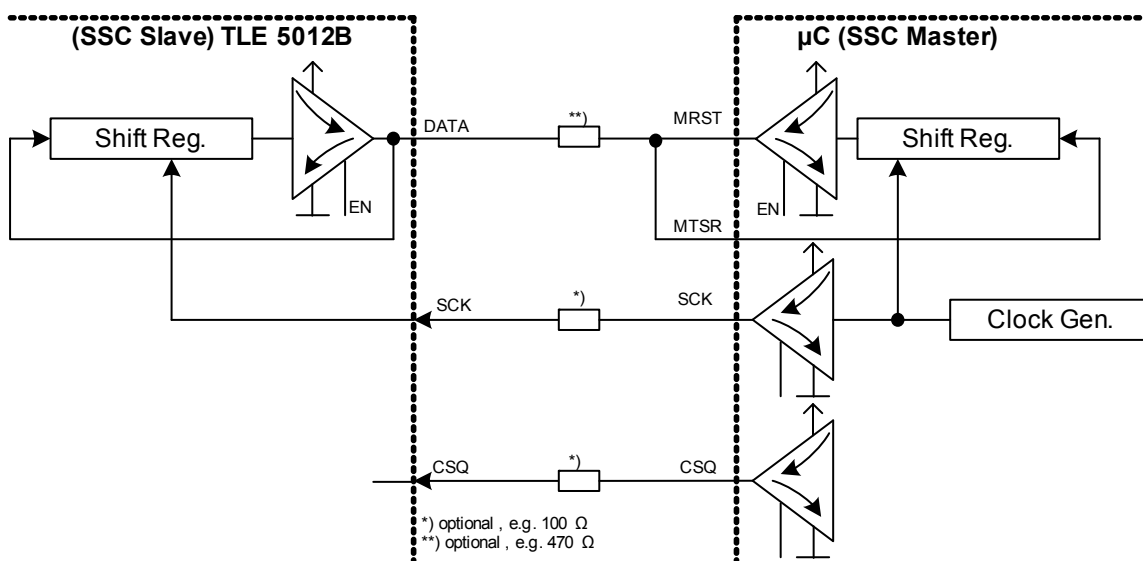 (SSC Slave) TLE 5012B
µC (SSC Master)
Shift Reg.
DATA
**)
MRST
Shift Reg.
EN
EN
MTSR
SCK
*)
SCK
Clock Gen.
CSQ
*)
CSQ
*) optional , e.g. 100 Ω
**) optional , e.g. 470 Ω